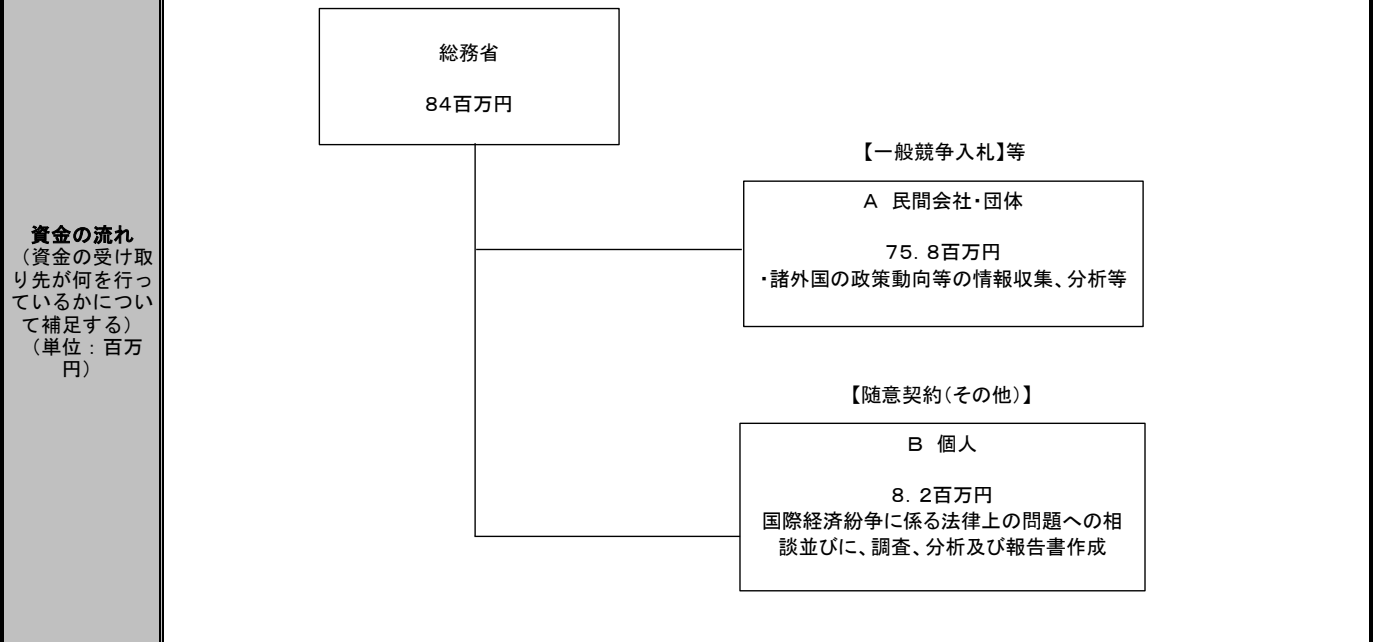 資金の流れ
（資金の受け取
り先が何を行っ
ているかについ
て補足する）
（単位：百万
円）
総務省
84百万円
【一般競争入札】等
A　民間会社・団体
75．8百万円
・諸外国の政策動向等の情報収集、分析等
【随意契約（その他）】
B　個人
8．2百万円
国際経済紛争に係る法律上の問題への相
談並びに、調査、分析及び報告書作成